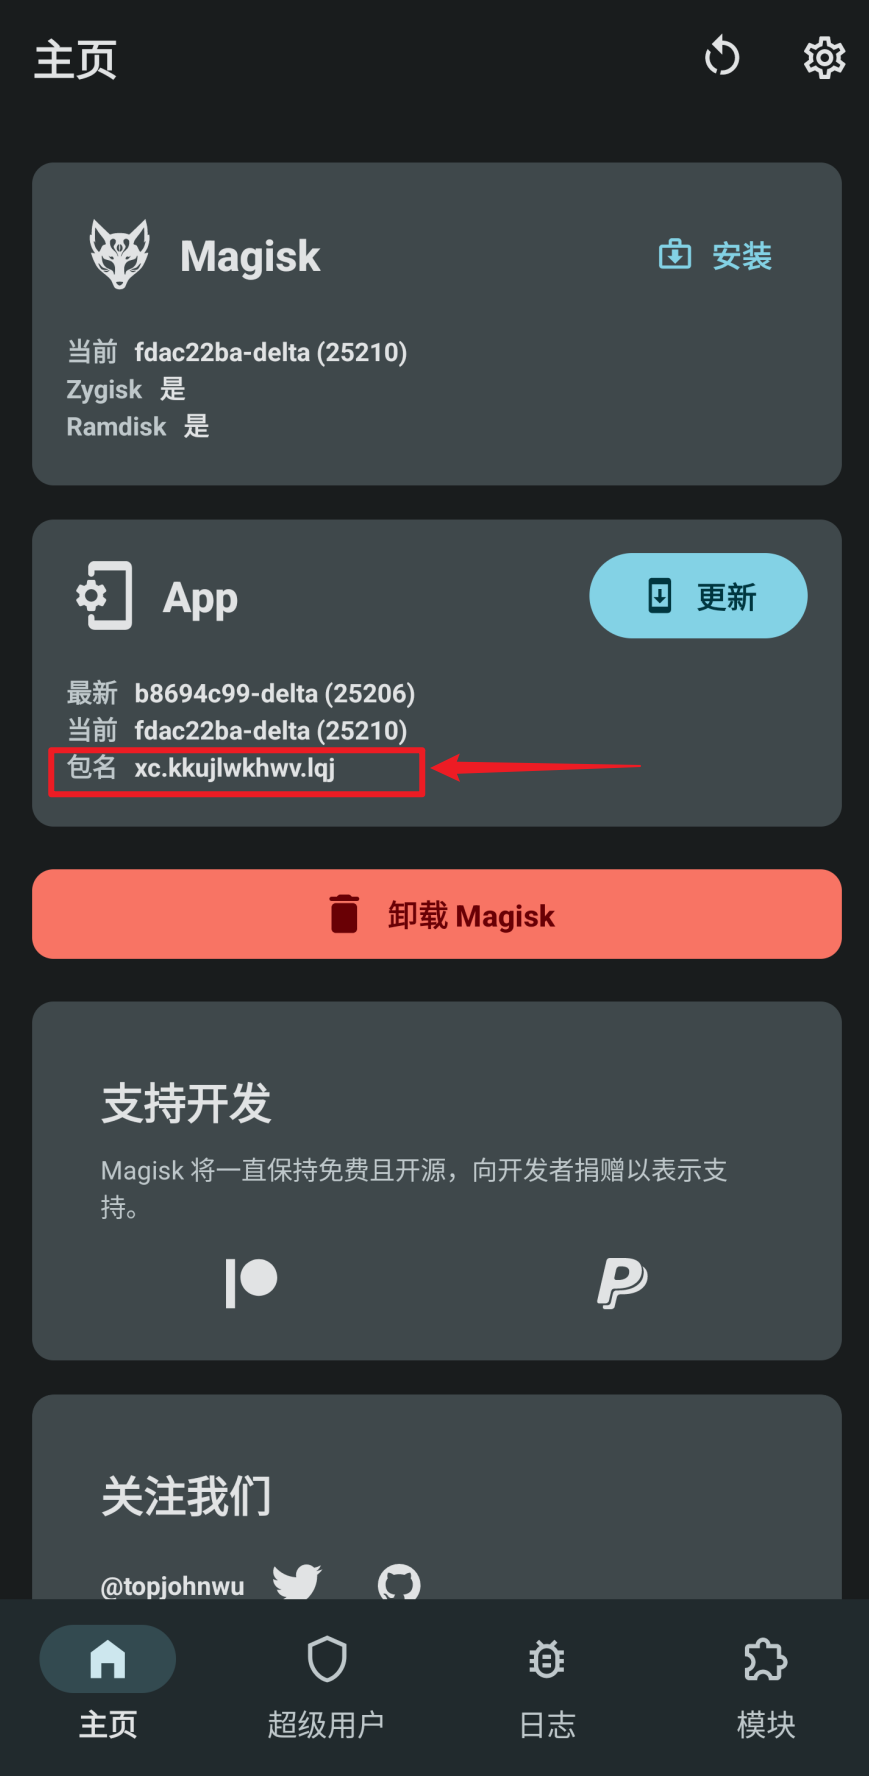 主页
Magisk
安装
当前 fdac22ba-delta (25210)
Zygisk 是
Ramdisk 是
App
更新
最新 b8694c99-delta (25206)
当前 fdac22ba-delta (25210)
包名 xc.kkujlwkhwv.lqj
卸载 Magisk
支持开发
Magisk 将一直保持免费且开源，向开发者捐赠以表示支
持。
关注我们
@topjohnwu
主页
超级用户
日志
模块